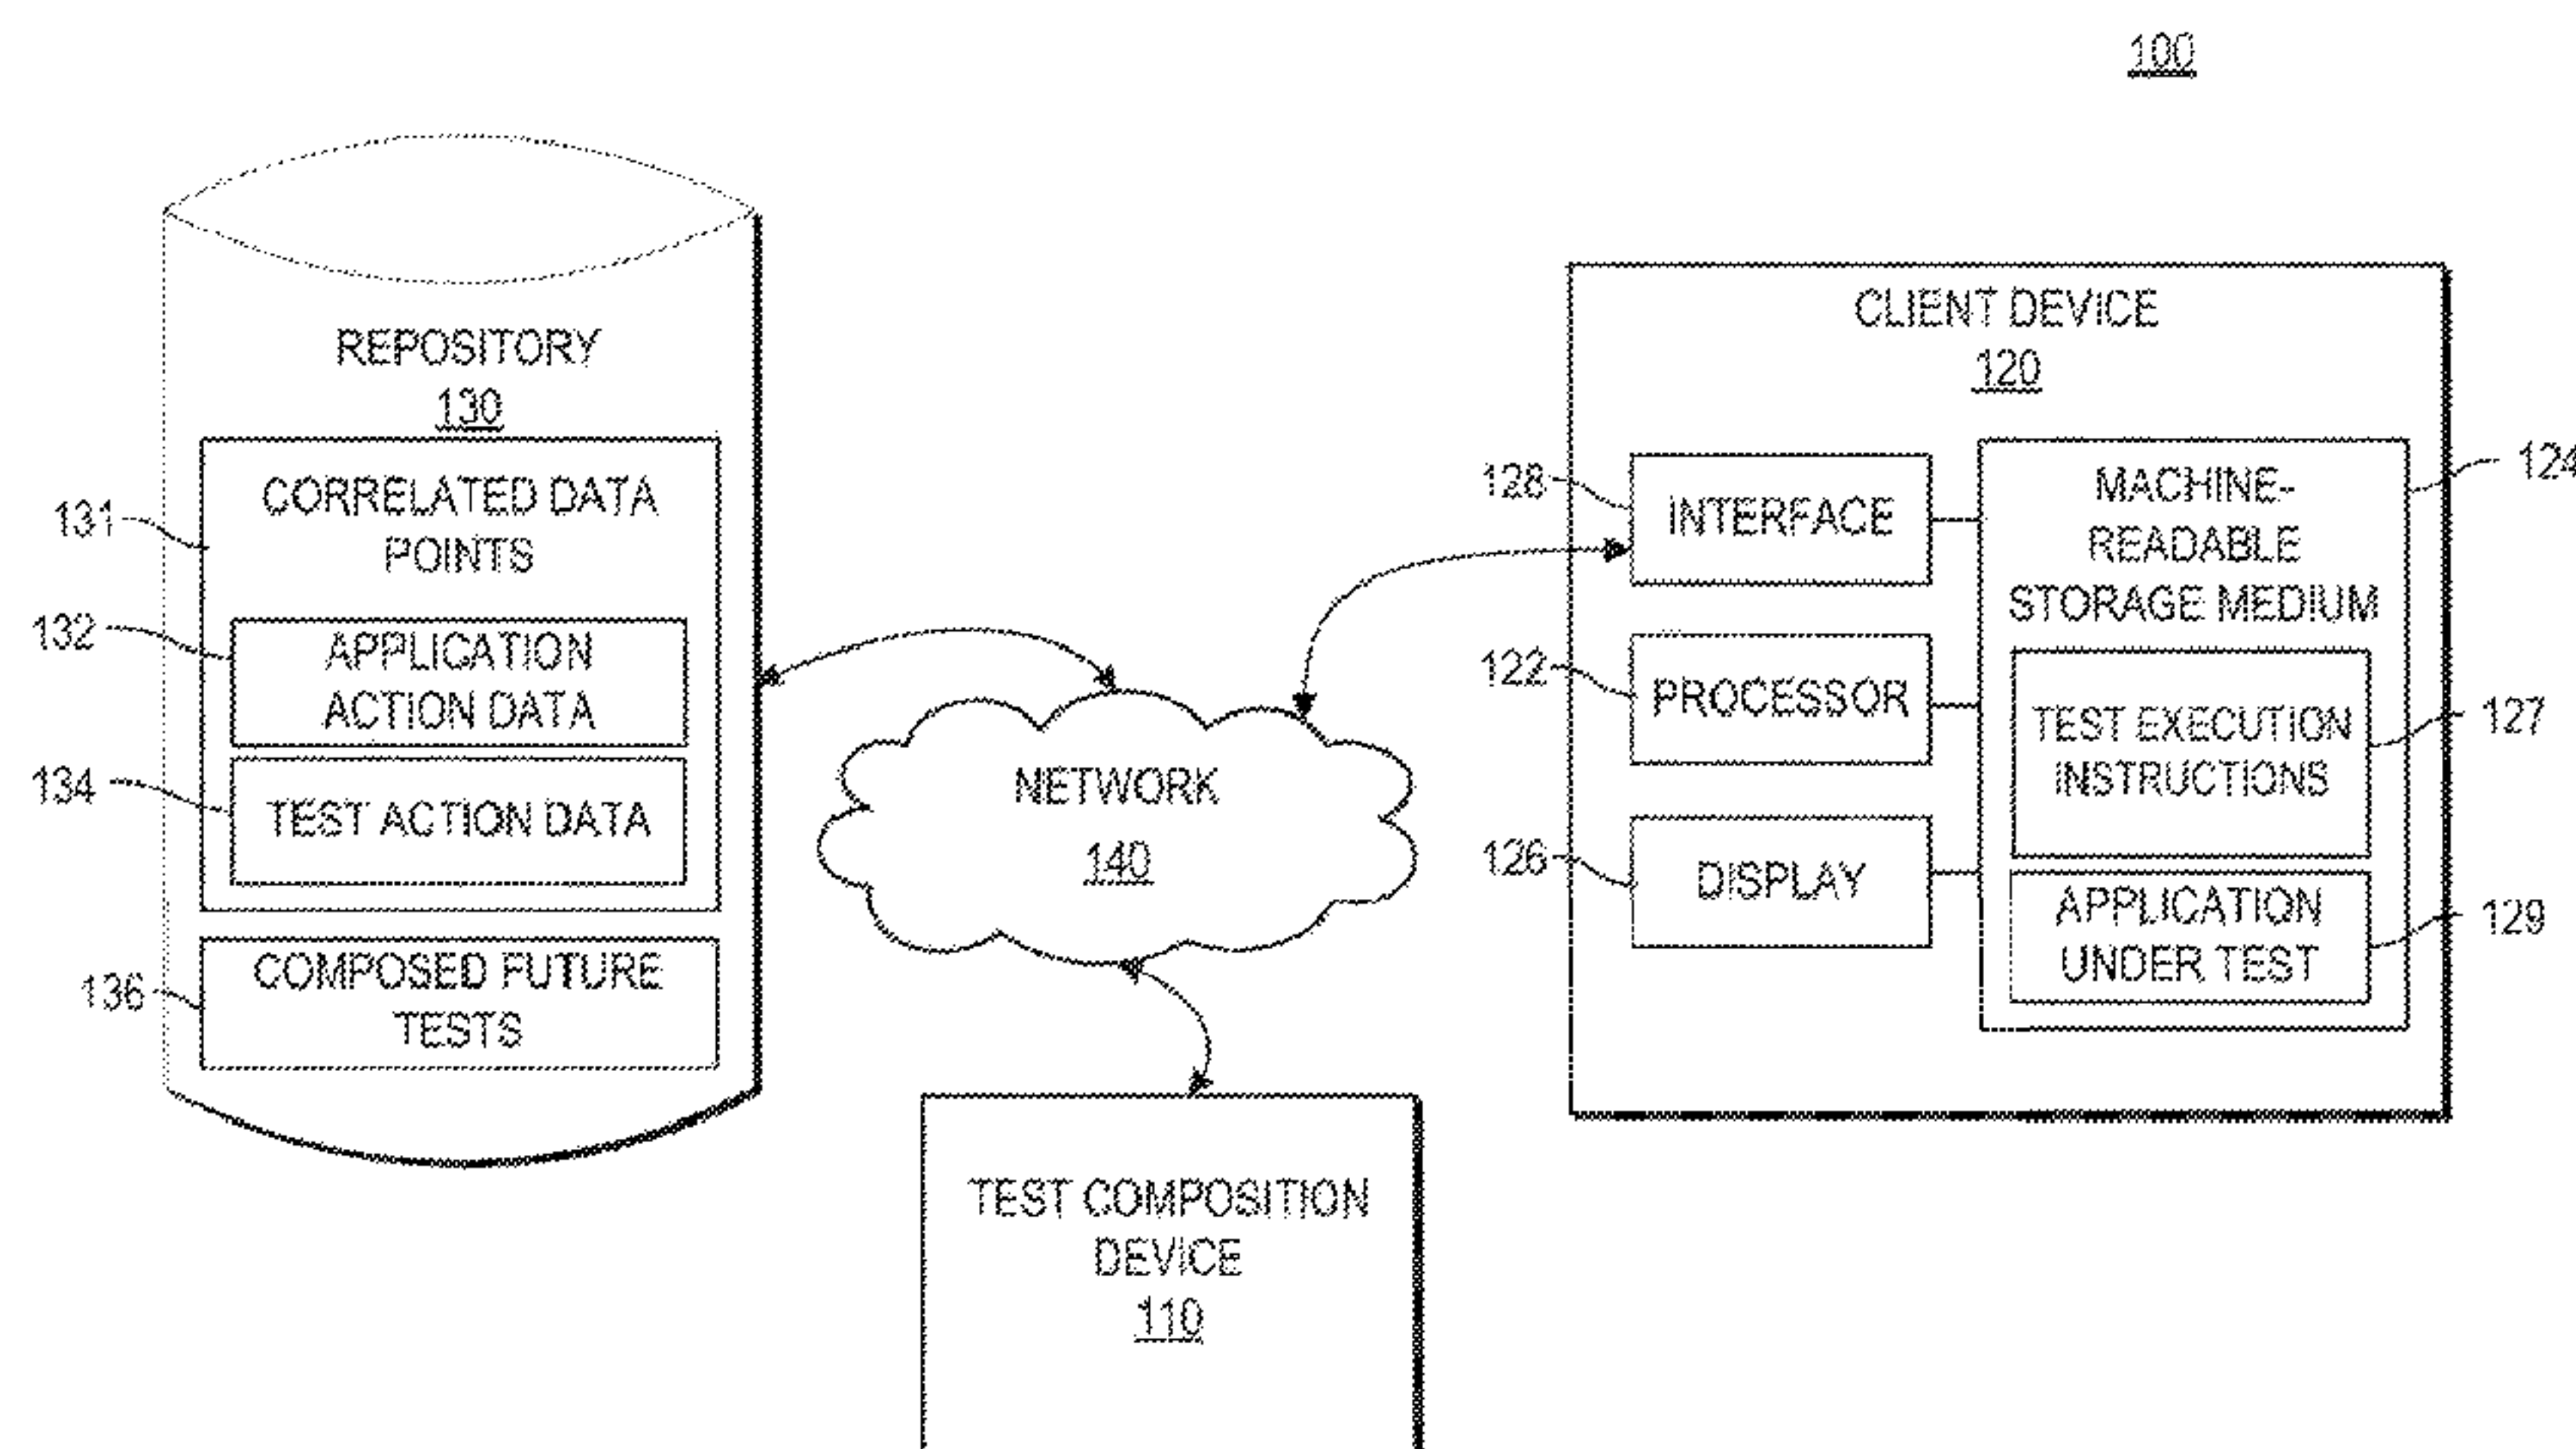 100
REPOSITORY
130
CORRELATED DATA
POINTS
131
APPLICATION
ACTION DATA
132
TEST ACTION DATA
134
COMPOSED FUTURE
TESTS
136
NETWORK
140
TEST COMPOSITION
DEVICE
110
CLIENT DEVICE
120
128
INTERFACE
122
PROCESSOR
126
DISPLAY
MACHINE-
READABLE
STORAGE MEDIUM
124
TEST EXECUTION
INSTRUCTIONS
127
APPLICATION
UNDER TEST
129